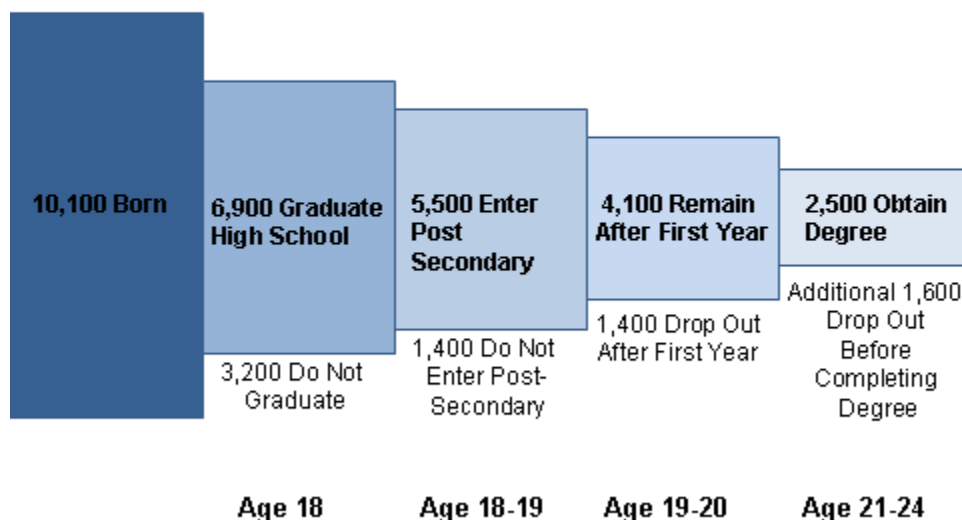 10,100 Born
6,900 Graduate
High School
3,200 Do Not
Graduate
5,500 Enter
Post
Secondary
1,400 Do Not
Enter Post-
Secondary
4,100 Remain
After First Year
1,400 Drop Out
After First Year
2,500 Obtain
Degree
Additional 1,600
Drop Out
Before
Completing
Degree
Age 18
Age 18-19
Age 19-20
Age 21-24